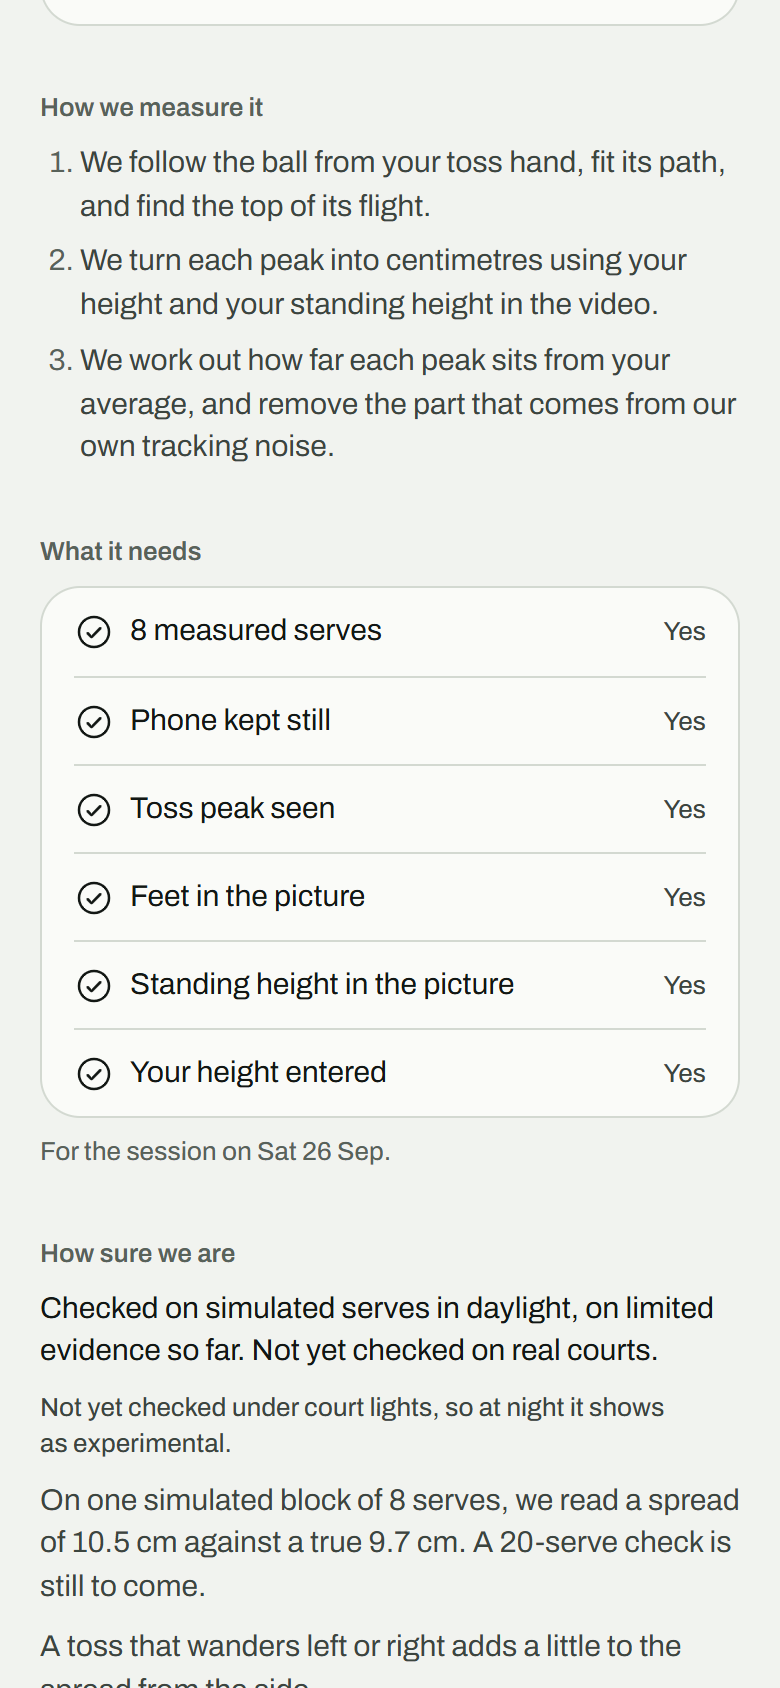 How we measure it
1. We follow the ball from your toss hand, fit its path,
and find the top of its flight.
2. We turn each peak into centimetres using your
height and your standing height in the video.
3. We work out how far each peak sits from your
average, and remove the part that comes from our
own tracking noise.
What it needs
8 measured serves Yes
Phone kept still Yes
Toss peak seen Yes
Feet in the picture Yes
Standing height in the picture Yes
Your height entered Yes
For the session on Sat 26 Sep.
How sure we are
Checked on simulated serves in daylight, on limited
evidence so far. Not yet checked on real courts.
Not yet checked under court lights, so at night it shows
as experimental.
On one simulated block of 8 serves, we read a spread
of 10.5 cm against a true 9.7 cm. A 20-serve check is
still to come.
A toss that wanders left or right adds a little to the
spread from the side